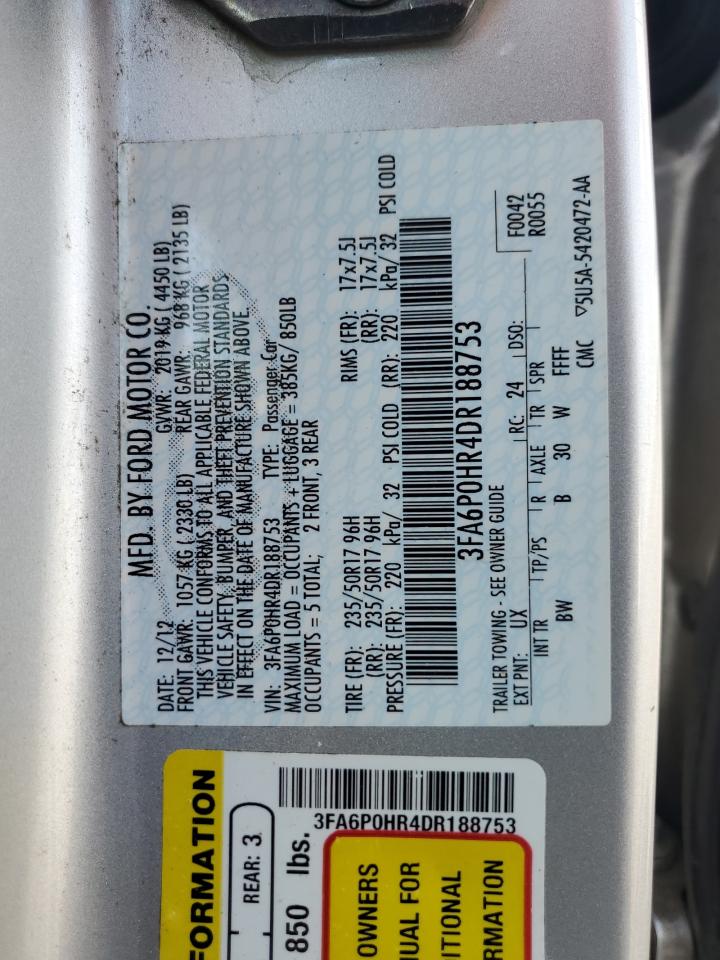 MFD. BY FORD MOTOR CO.
DATE: 12/12 GVWR: 2019 KG ( 4450 LB)
FRONT GAWR: 1057 KG ( 2330 LB) REAR GAWR: 968 KG ( 2135 LB)
THIS VEHICLE CONFORMS TO ALL APPLICABLE FEDERAL MOTOR
VEHICLE SAFETY, BUMPER, AND THEFT PREVENTION STANDARDS
IN EFFECT ON THE DATE OF MANUFACTURE SHOWN ABOVE.
VIN: 3FA6P0HR4DR188753 TYPE: Passenger Car
MAXIMUM LOAD = OCCUPANTS + LUGGAGE = 385KG/ 850LB
OCCUPANTS = 5 TOTAL; 2 FRONT, 3 REAR
TIRE (FR): 235/50R17 96H RIMS (FR): 17x7.5J
(RR): 235/50R17 96H (RR): 17x7.5J
PRESSURE (FR): 220 kPa/ 32 PSI COLD (RR): 220 kPa/ 32 PSI COLD
3FA6P0HR4DR188753
TRAILER TOWING - SEE OWNER GUIDE
F0042
R0055
EXT PNT: UX RC: 24 DSO:
INT TR TP/PS R AXLE TR SPR
BW B 30 W FFFF
CMC ▽5U5A-5420472-AA
FORMATION
REAR: 3
850 lbs.
3FA6P0HR4DR188753
OWNERS
UAL FOR
ITIONAL
RMATION